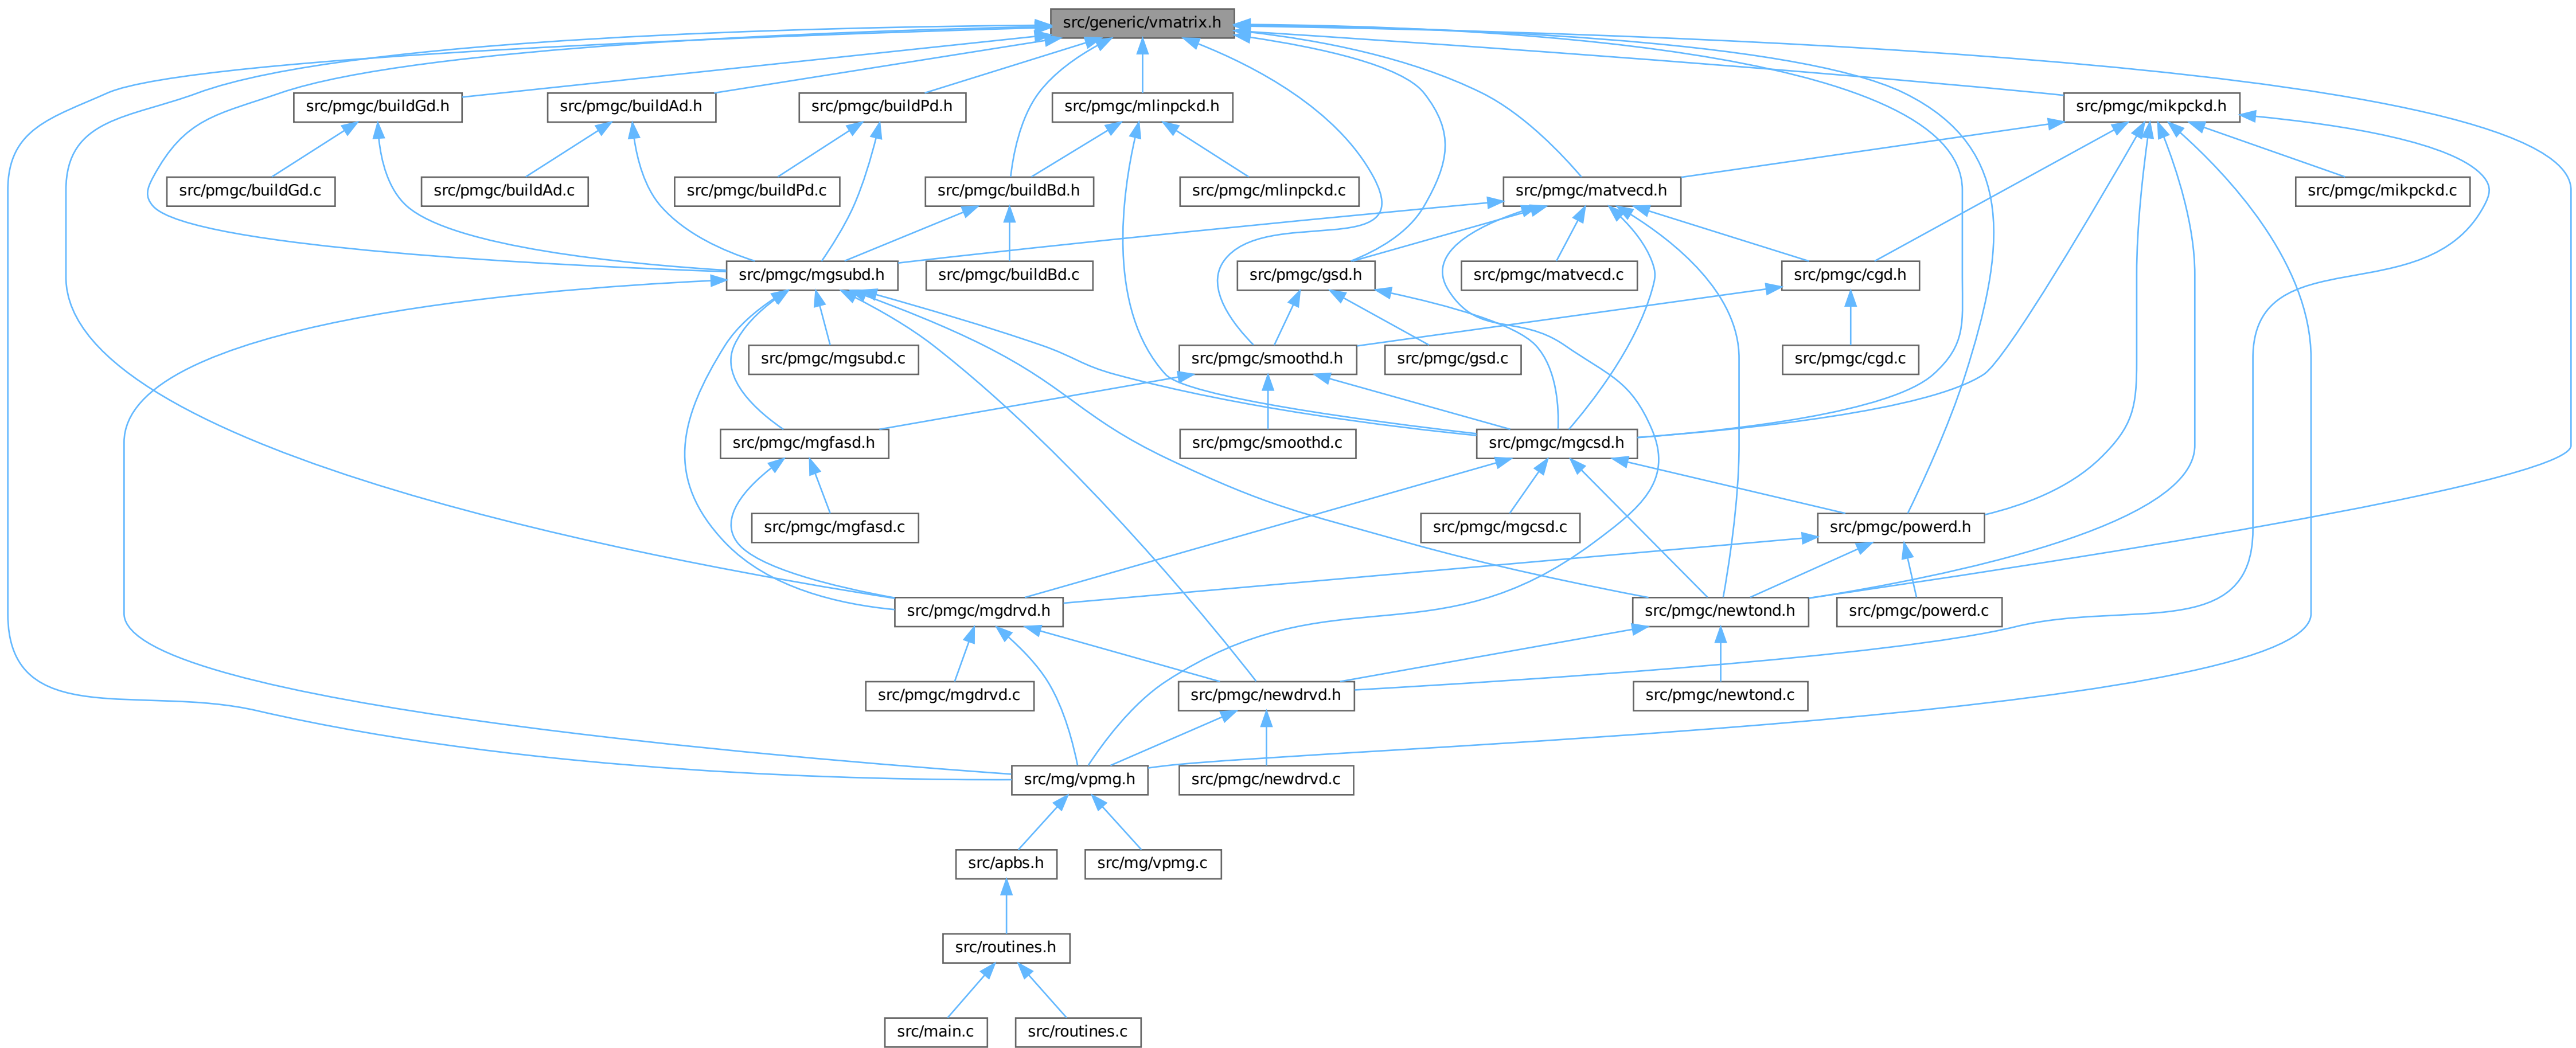 src/generic/vmatrix.h
src/pmgc/buildGd.h
src/pmgc/buildAd.h
src/pmgc/buildPd.h
src/pmgc/mlinpckd.h
src/pmgc/mikpckd.h
src/pmgc/buildGd.c
src/pmgc/buildAd.c
src/pmgc/buildPd.c
src/pmgc/buildBd.h
src/pmgc/mlinpckd.c
src/pmgc/matvecd.h
src/pmgc/mikpckd.c
src/pmgc/mgsubd.h
src/pmgc/buildBd.c
src/pmgc/gsd.h
src/pmgc/matvecd.c
src/pmgc/cgd.h
src/pmgc/mgsubd.c
src/pmgc/smoothd.h
src/pmgc/gsd.c
src/pmgc/cgd.c
src/pmgc/mgfasd.h
src/pmgc/smoothd.c
src/pmgc/mgcsd.h
src/pmgc/mgfasd.c
src/pmgc/mgcsd.c
src/pmgc/powerd.h
src/pmgc/mgdrvd.h
src/pmgc/newtond.h
src/pmgc/powerd.c
src/pmgc/mgdrvd.c
src/pmgc/newdrvd.h
src/pmgc/newtond.c
src/mg/vpmg.h
src/pmgc/newdrvd.c
src/apbs.h
src/mg/vpmg.c
src/routines.h
src/main.c
src/routines.c